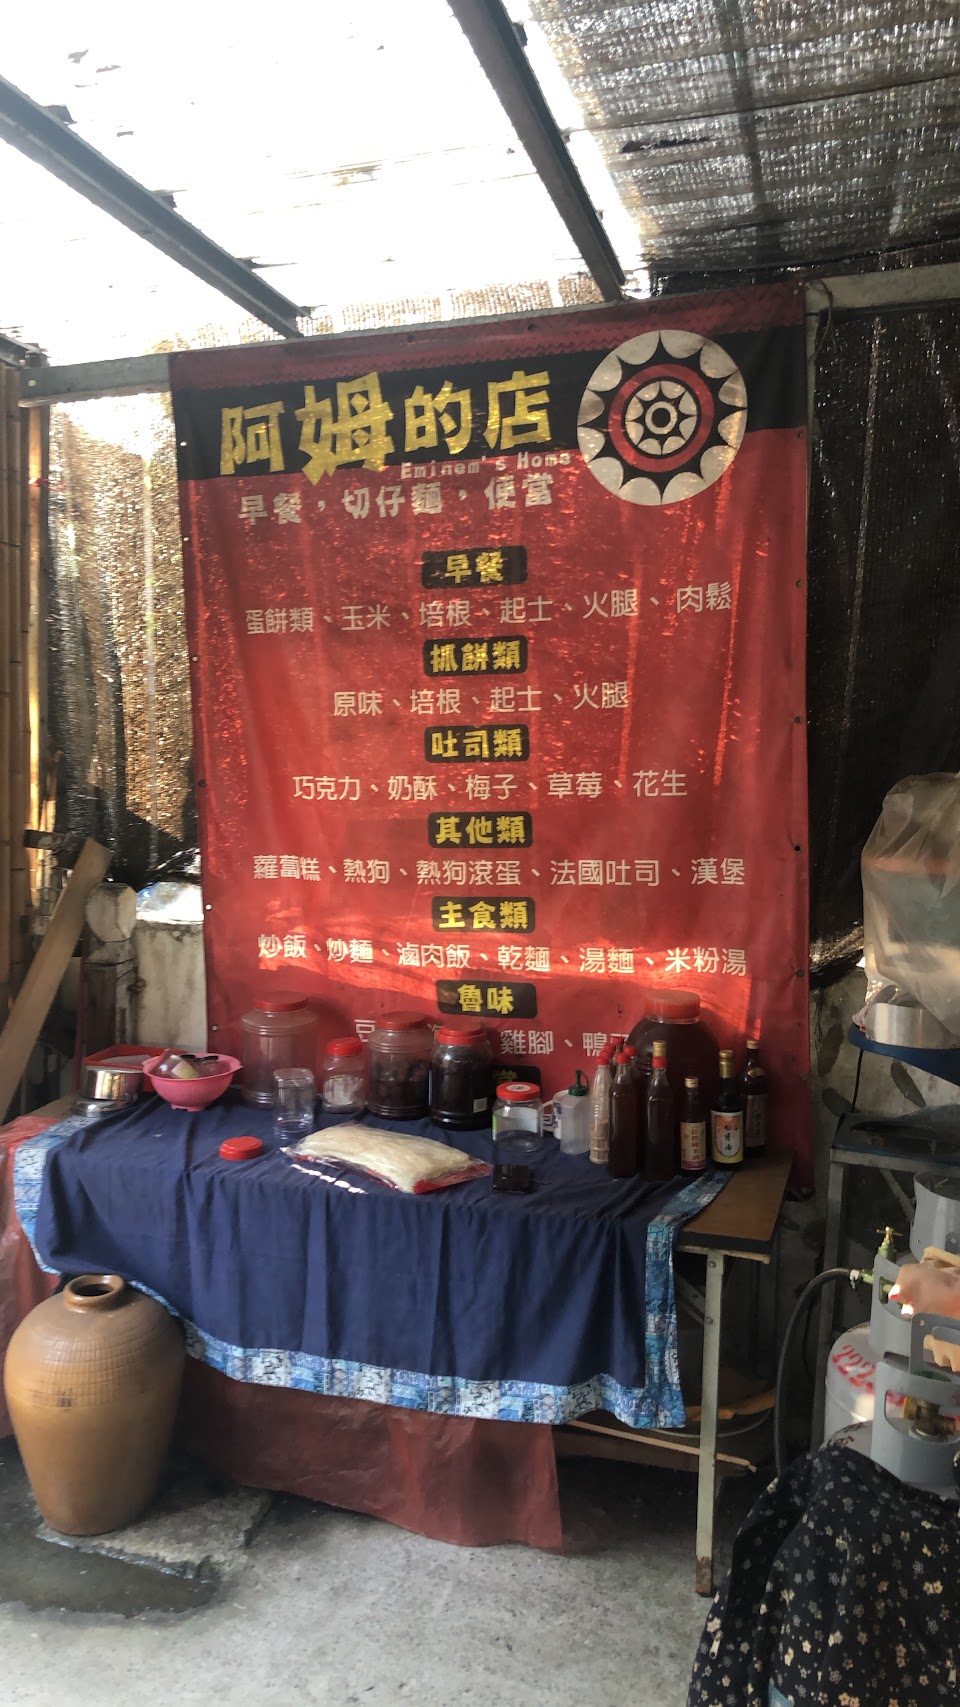 阿姆的店
Eminem's Home
早餐，切仔麵，便當
早餐
蛋餅類、玉米、培根、起士、火腿、肉鬆
抓餅類
原味、培根、起士、火腿
吐司類
巧克力、奶酥、梅子、草莓、花生
其他類
蘿蔔糕、熱狗、熱狗滾蛋、法國吐司、漢堡
主食類
炒飯、炒麵、滷肉飯、乾麵、湯麵、米粉湯
魯味
雞腳、鴨
222